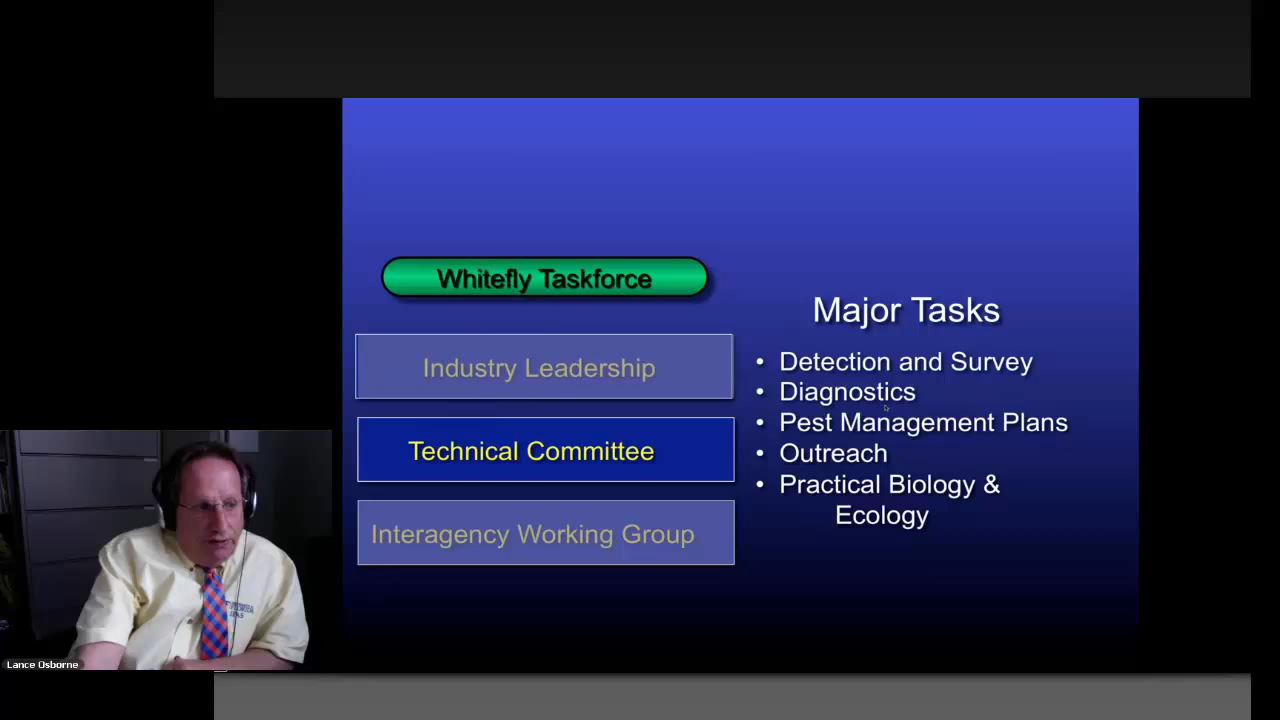 Whitefly Taskforce
Industry Leadership
Technical Committee
Interagency Working Group
Major Tasks
• Detection and Survey
• Diagnostics
• Pest Management Plans
• Outreach
• Practical Biology &
Ecology
Lance Osborne